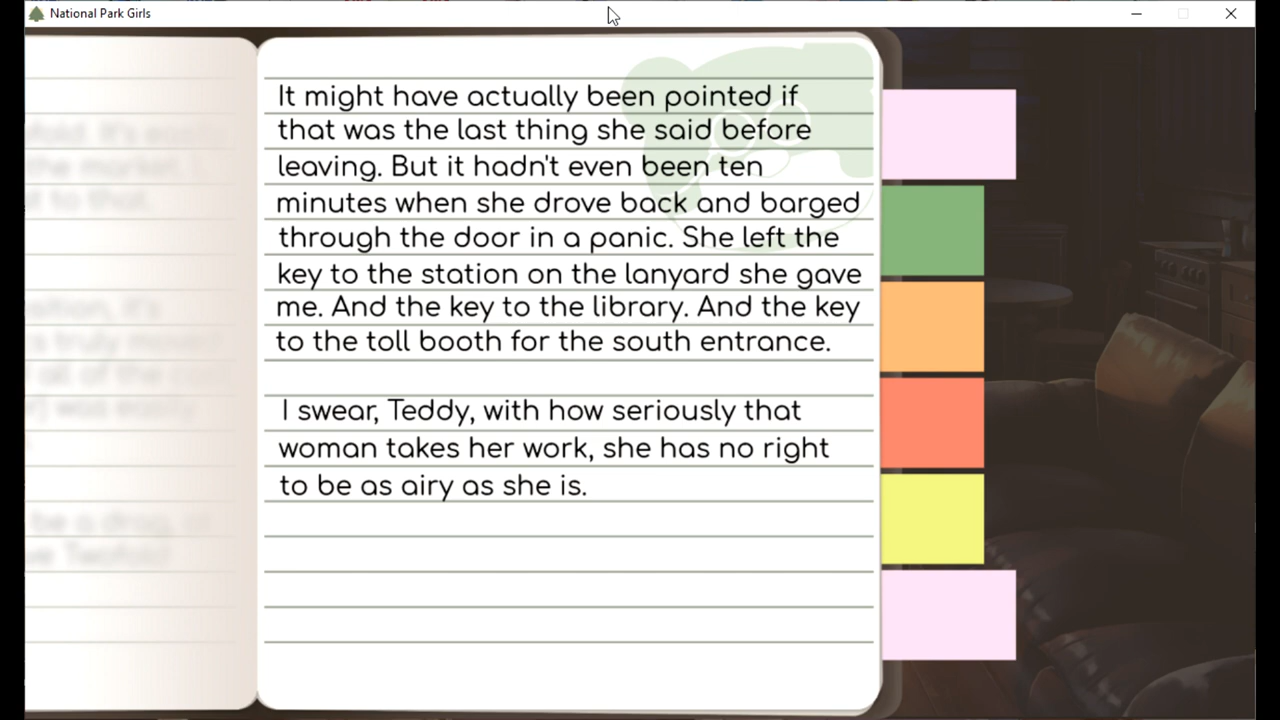 National Park Girls
It might have actually been pointed if
that was the last thing she said before
leaving. But it hadn't even been ten
minutes when she drove back and barged
through the door in a panic. She left the
key to the station on the lanyard she gave
me. And the key to the library. And the key
to the toll booth for the south entrance.
I swear, Teddy, with how seriously that
woman takes her work, she has no right
to be as airy as she is.